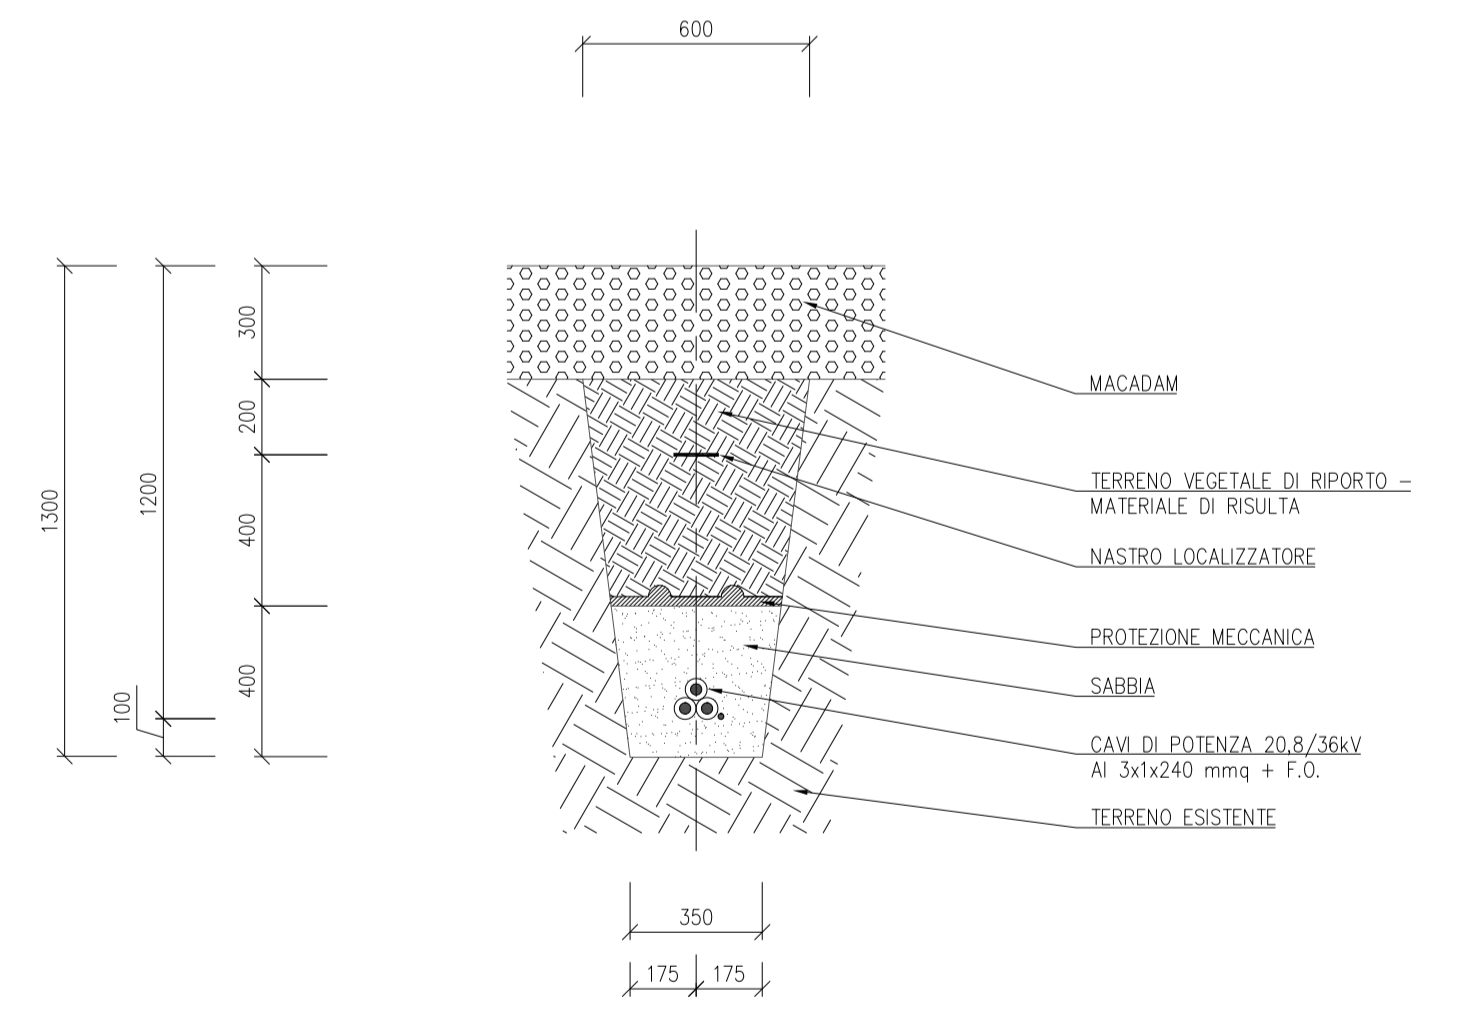 600
300
200
400
400
1200
100
1300
MACADAM
TERRENO VEGETALE DI RIPORTO –
MATERIALE DI RISULTA
NASTRO LOCALIZZATORE
PROTEZIONE MECCANICA
SABBIA
CAVI DI POTENZA 20,8/36kV
Al 3x1x240 mmq + F.O.
TERRENO ESISTENTE
350
175 175